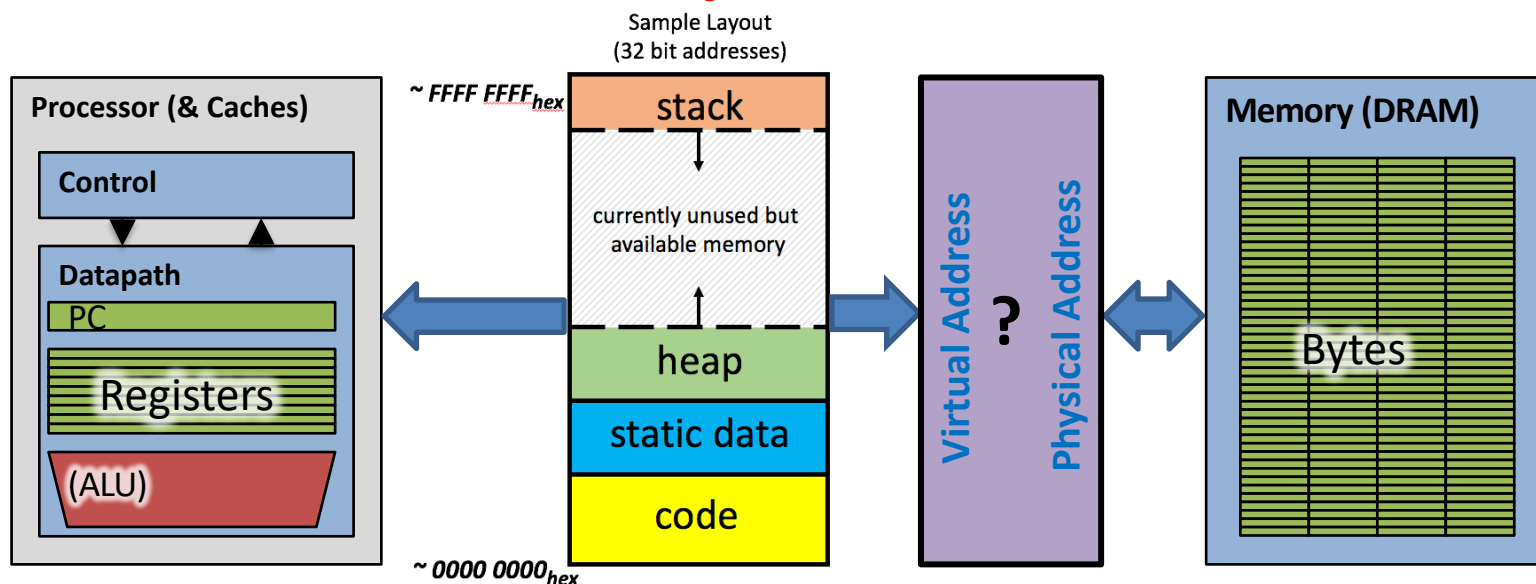 Sample Layout
(32 bit addresses)
Processor (& Caches)
Control
Datapath
PC
Registers
(ALU)
~ FFFF FFFFhex
stack
currently unused but
available memory
heap
static data
code
~ 0000 0000hex
Virtual Address
?
Physical Address
Memory (DRAM)
Bytes